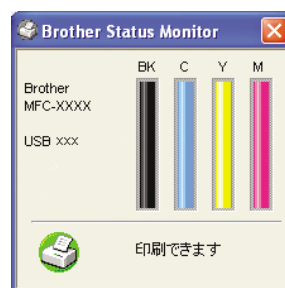 Brother Status Monitor
BK C Y M
Brother
MFC-XXXX
USB xxx
印刷できます